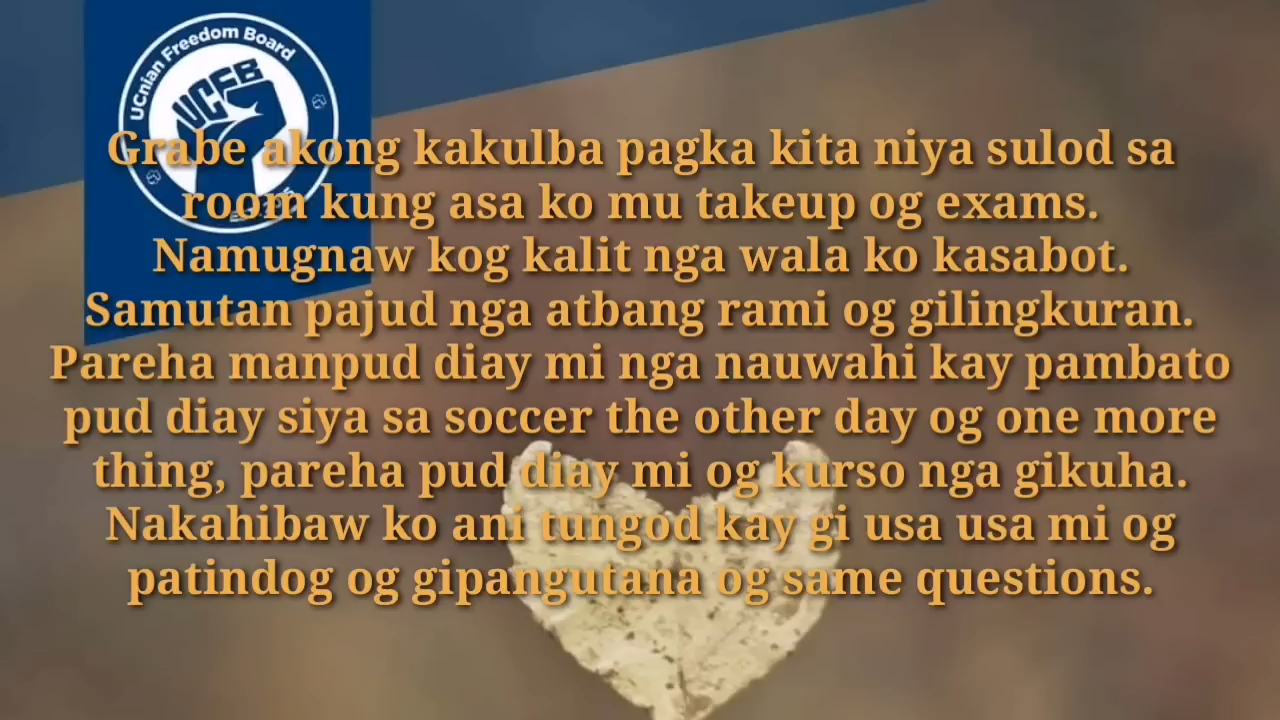 UCnian Freedom Board
UCFB
Grabe akong kakulba pagka kita niya sulod sa
room kung asa ko mu takeup og exams.
Namugnaw kog kalit nga wala ko kasabot.
Samutan pajud nga atbang rami og gilingkuran.
Pareha manpud diay mi nga nauwahi kay pambato
pud diay siya sa soccer the other day og one more
thing, pareha pud diay mi og kurso nga gikuha.
Nakahibaw ko ani tungod kay gi usa usa mi og
patindog og gipangutana og same questions.